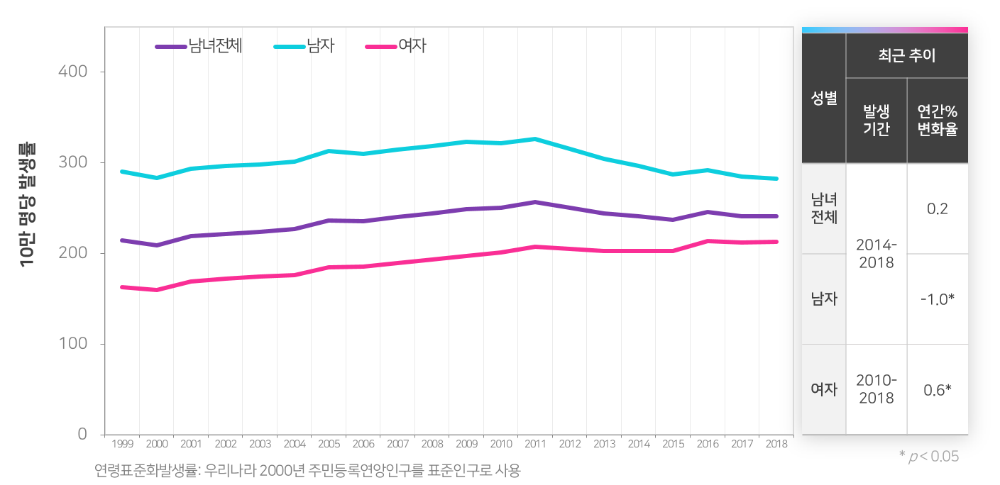 남녀전체 남자 여자
10만 명당 발생률
400
300
200
100
0
1999 2000 2001 2002 2003 2004 2005 2006 2007 2008 2009 2010 2011 2012 2013 2014 2015 2016 2017 2018
연령표준화발생률: 우리나라 2000년 주민등록연앙인구를 표준인구로 사용
성별
최근 추이
발생
기간
연간%
변화율
남녀
전체
2014-
2018
0.2
남자
-1.0*
여자
2010-
2018
0.6*
* p < 0.05